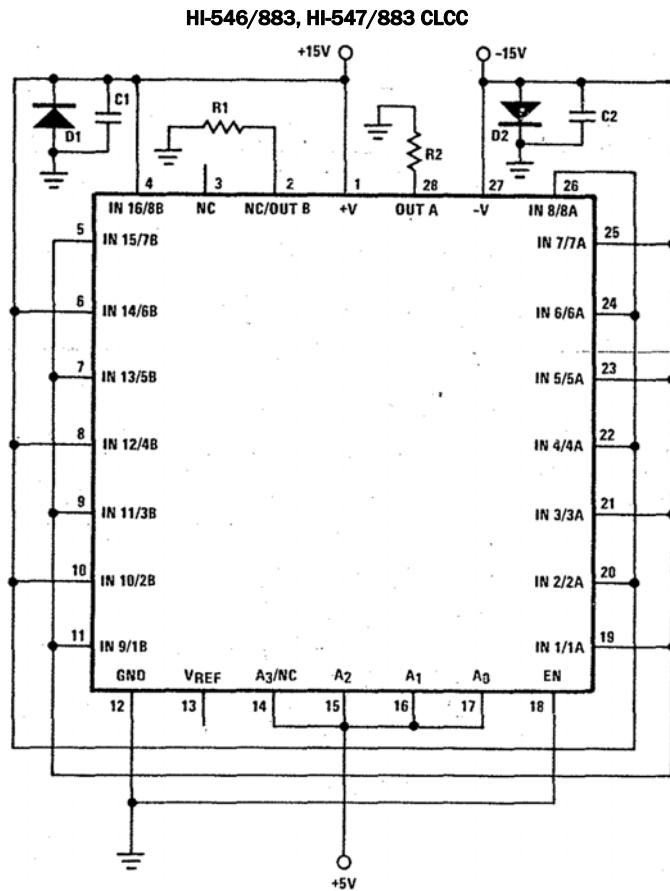 HI-546/883, HI-547/883 CLCC
+15V
-15V
C1
D1
R1
R2
D2
C2
4
3
2
1
28
27
26
IN 16/8B
NC
NC/OUT B
+V
OUT A
-V
IN 8/8A
5
IN 15/7B
IN 7/7A
25
6
IN 14/6B
IN 6/6A
24
7
IN 13/5B
IN 5/5A
23
8
IN 12/4B
IN 4/4A
22
9
IN 11/3B
IN 3/3A
21
10
IN 10/2B
IN 2/2A
20
11
IN 9/1B
IN 1/1A
19
GND
VREF
A3/NC
A2
A1
A0
EN
12
13
14
15
16
17
18
+5V